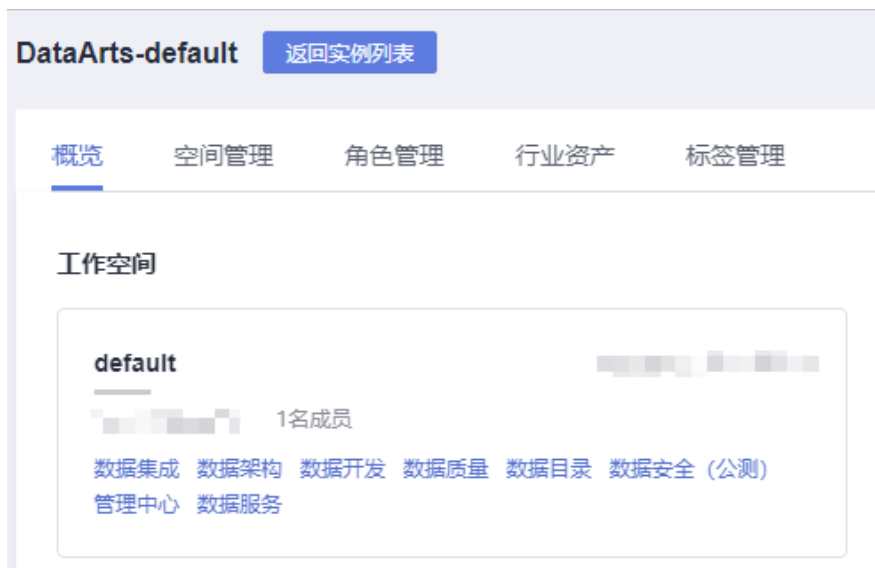 DataArts-default 返回实例列表
概览 空间管理 角色管理 行业资产 标签管理
工作空间
default
1名成员
数据集成 数据架构 数据开发 数据质量 数据目录 数据安全（公测）
管理中心 数据服务